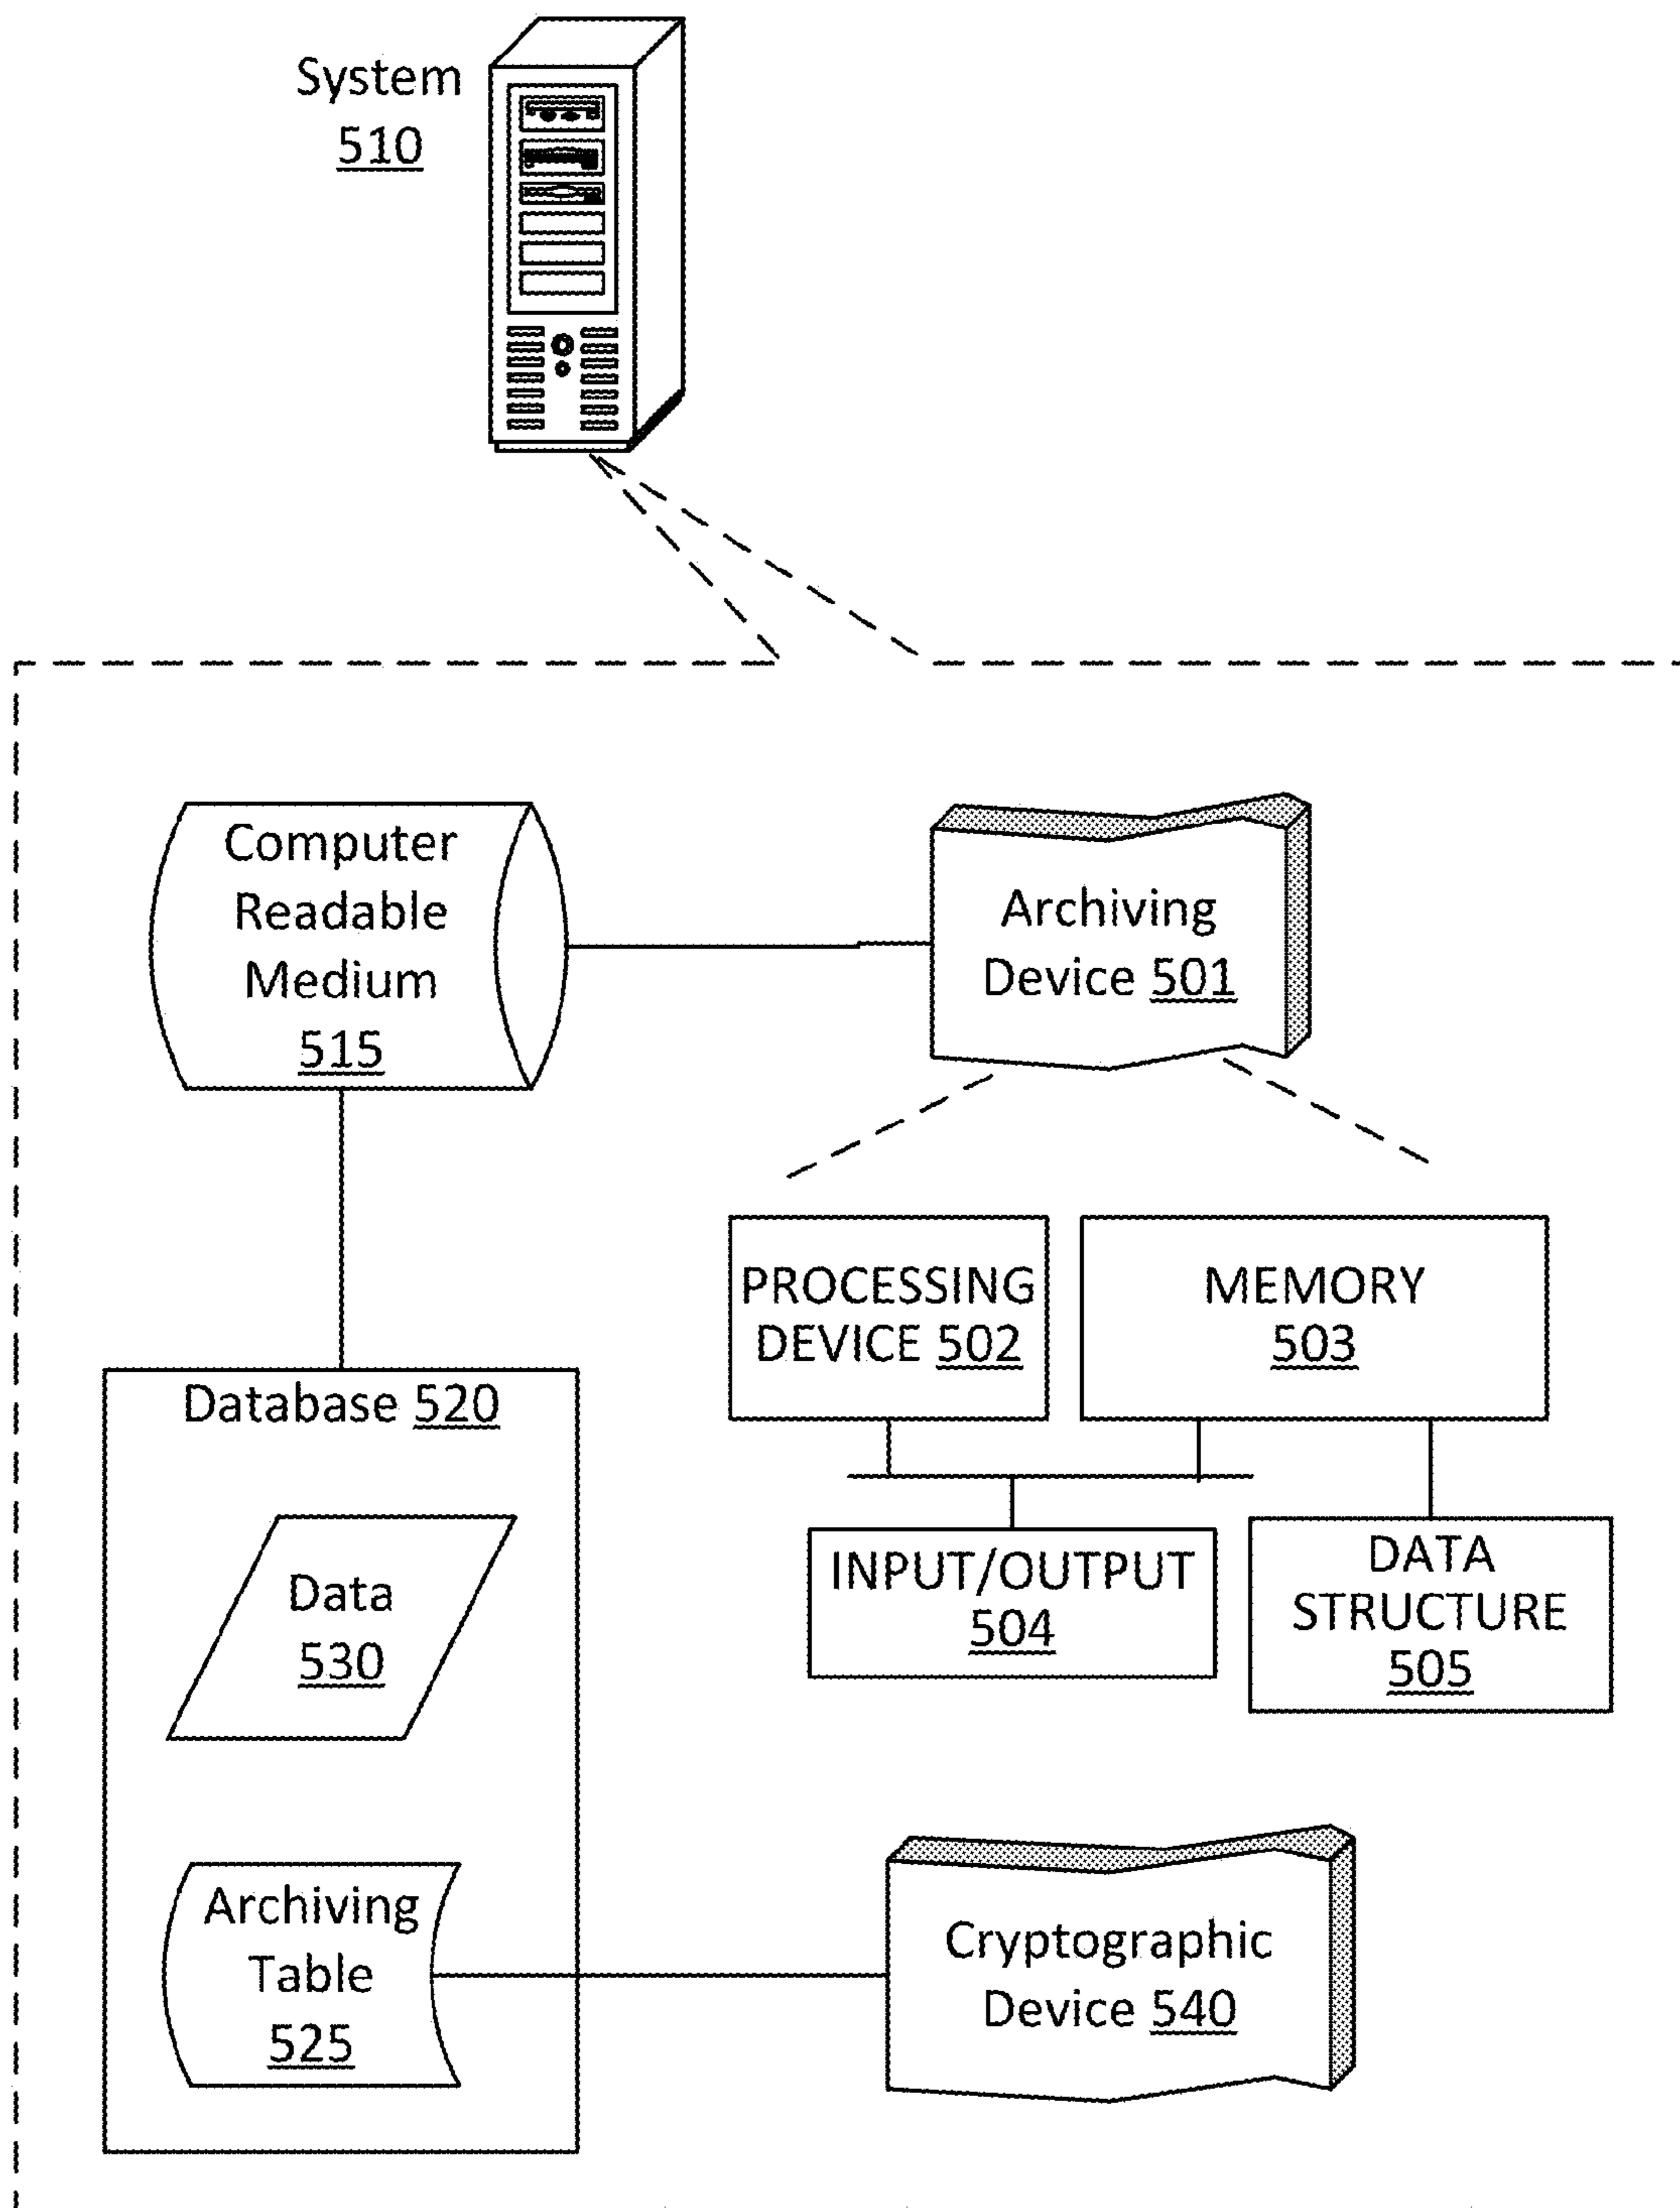 System
510
Computer
Readable
Medium
515
Archiving
Device 501
PROCESSING
DEVICE 502
MEMORY
503
INPUT/OUTPUT
504
DATA
STRUCTURE
505
Database 520
Data
530
Archiving
Table
525
Cryptographic
Device 540